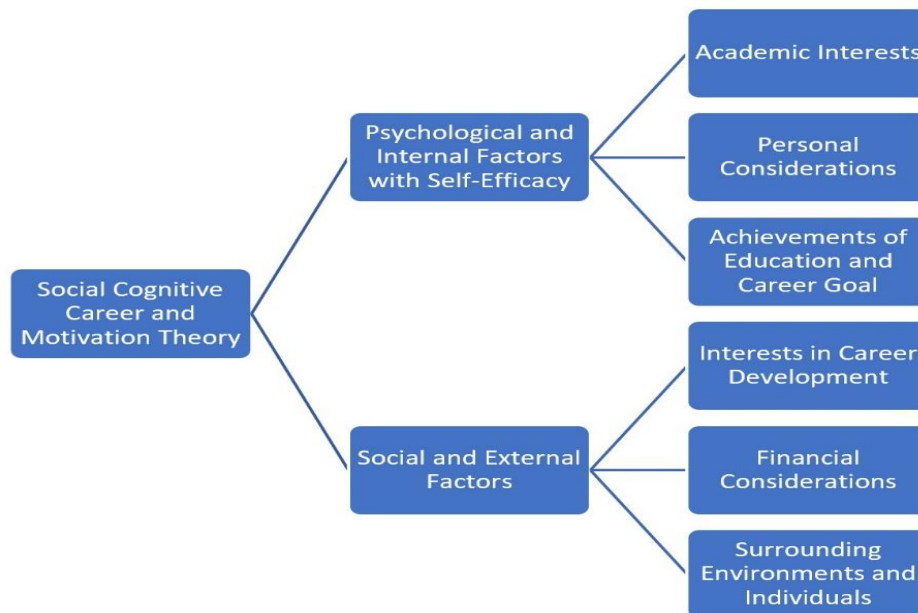 Social Cognitive
Career and
Motivation Theory
Psychological and
Internal Factors
with Self-Efficacy
Academic Interests
Personal
Considerations
Achievements of
Education and
Career Goal
Social and External
Factors
Interests in Career
Development
Financial
Considerations
Surrounding
Environments and
Individuals